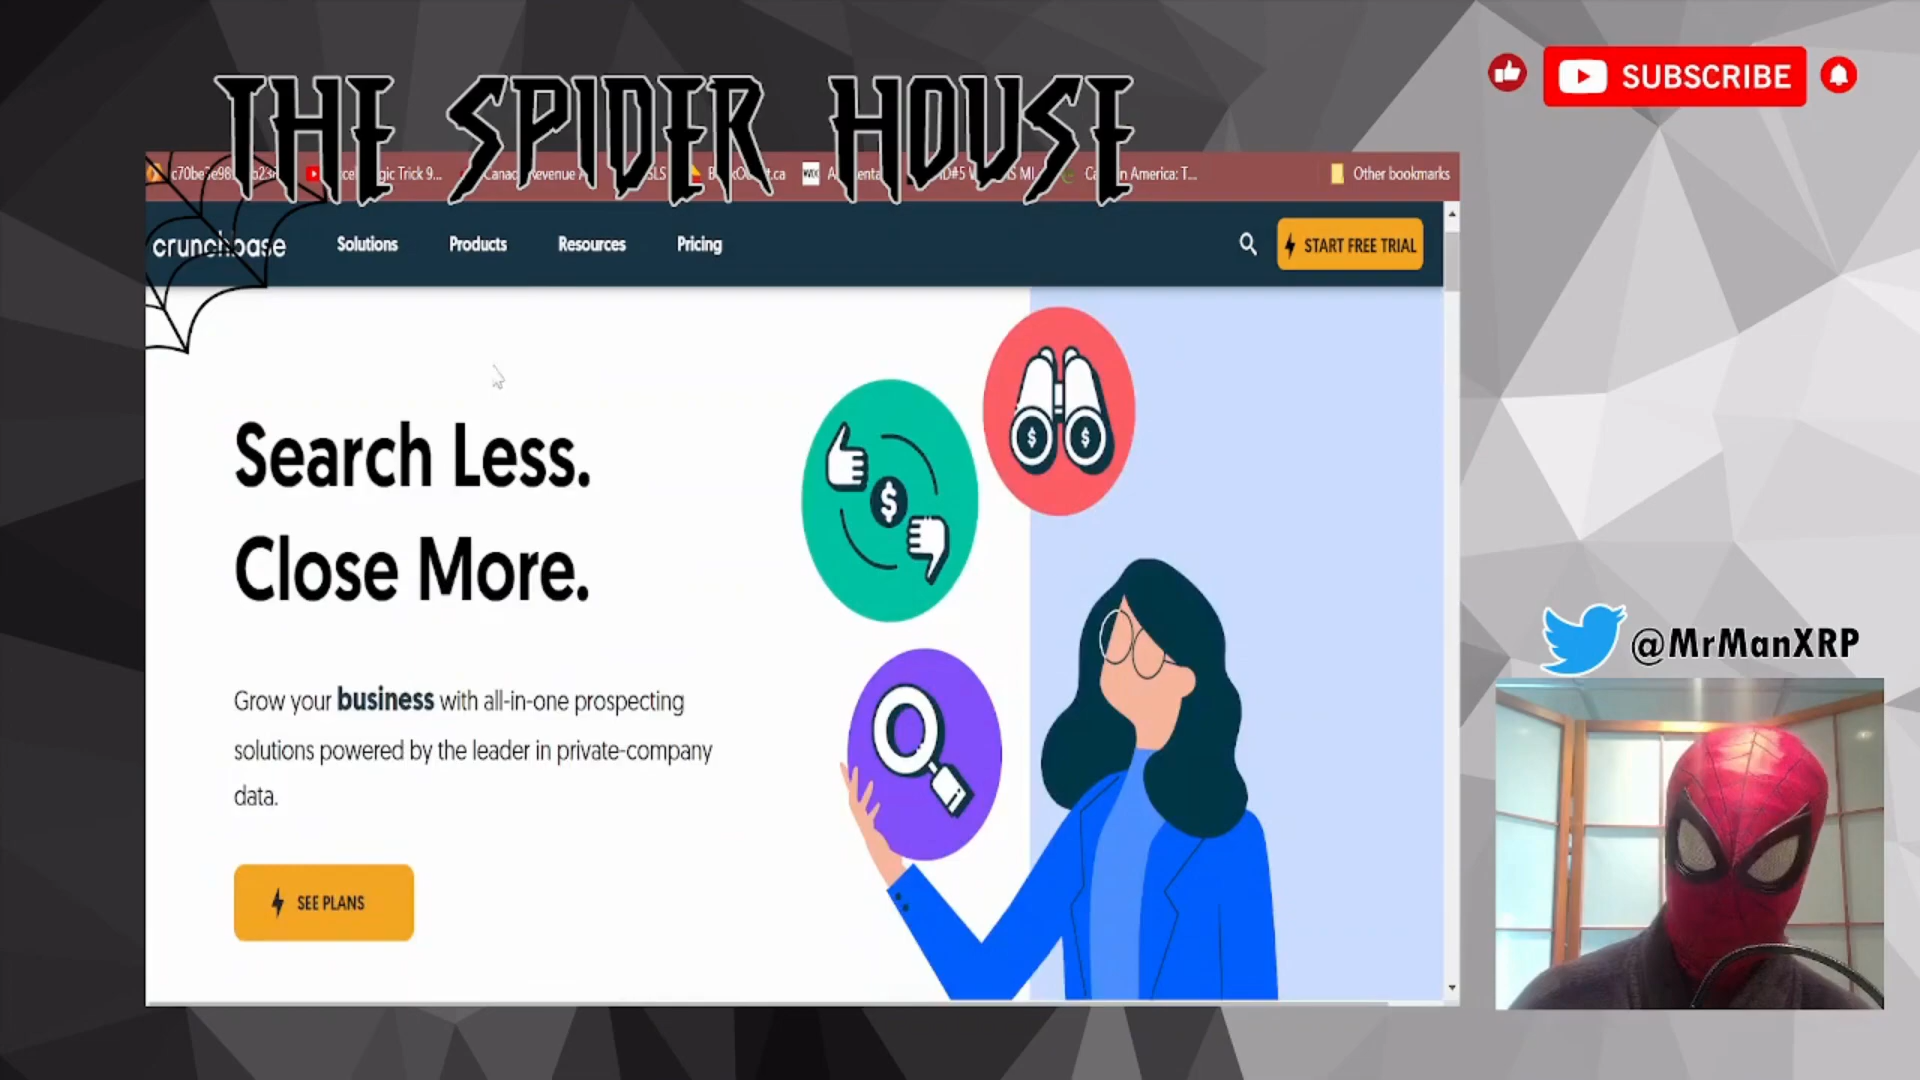 THE SPIDER HOUSE
SUBSCRIBE
Other bookmarks
crunchbase
Solutions
Products
Resources
Pricing
START FREE TRIAL
Search Less.
Close More.
Grow your business with all-in-one prospecting
solutions powered by the leader in private-company
data.
SEE PLANS
@MrManXRP